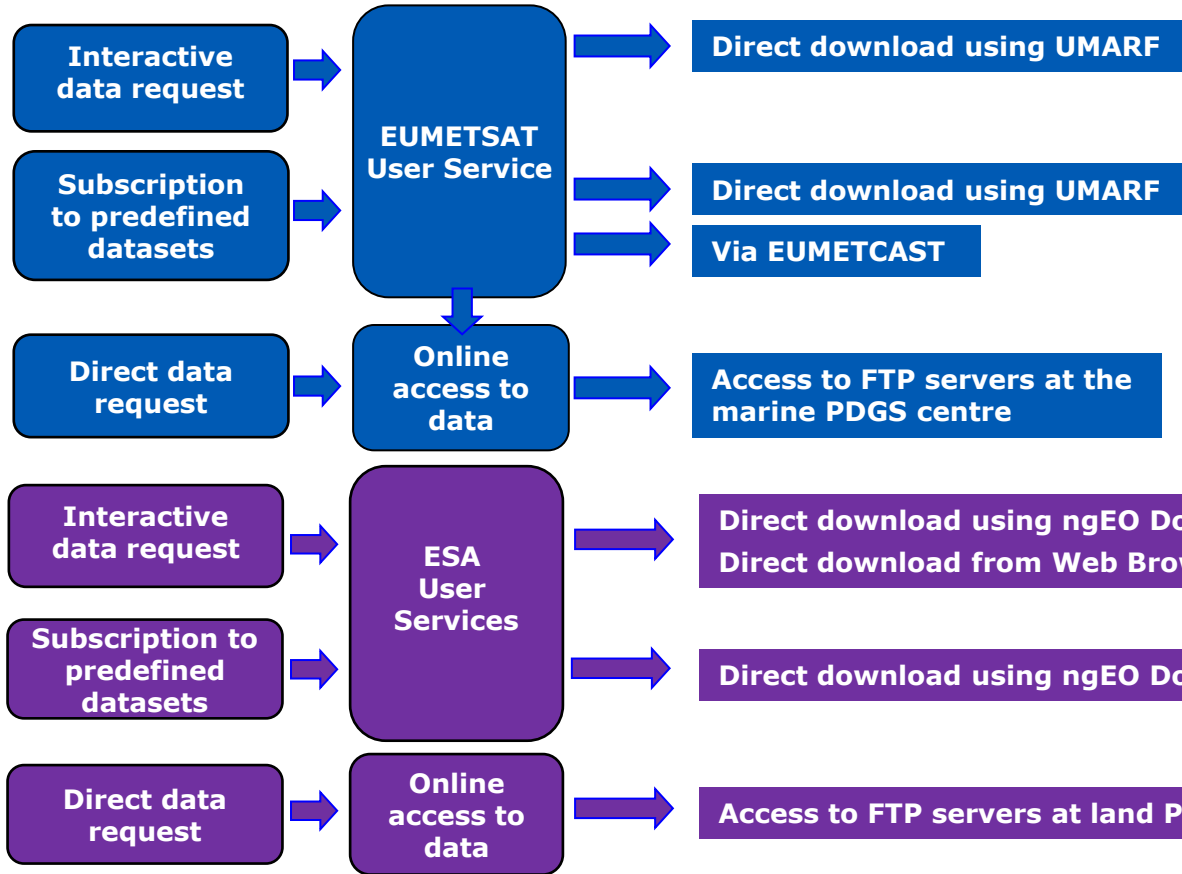 Interactive
data request
EUMETSAT
User Service
Direct download using UMARF
Subscription
to predefined
datasets
Direct download using UMARF
Via EUMETCAST
Direct data
request
Online
access to
data
Access to FTP servers at the
marine PDGS centre
Interactive
data request
ESA
User
Services
Direct download using ngEO
Direct download from Web
Subscription to
predefined
datasets
Direct download using ngEO
Direct data
request
Online
access to
data
Access to FTP servers at land